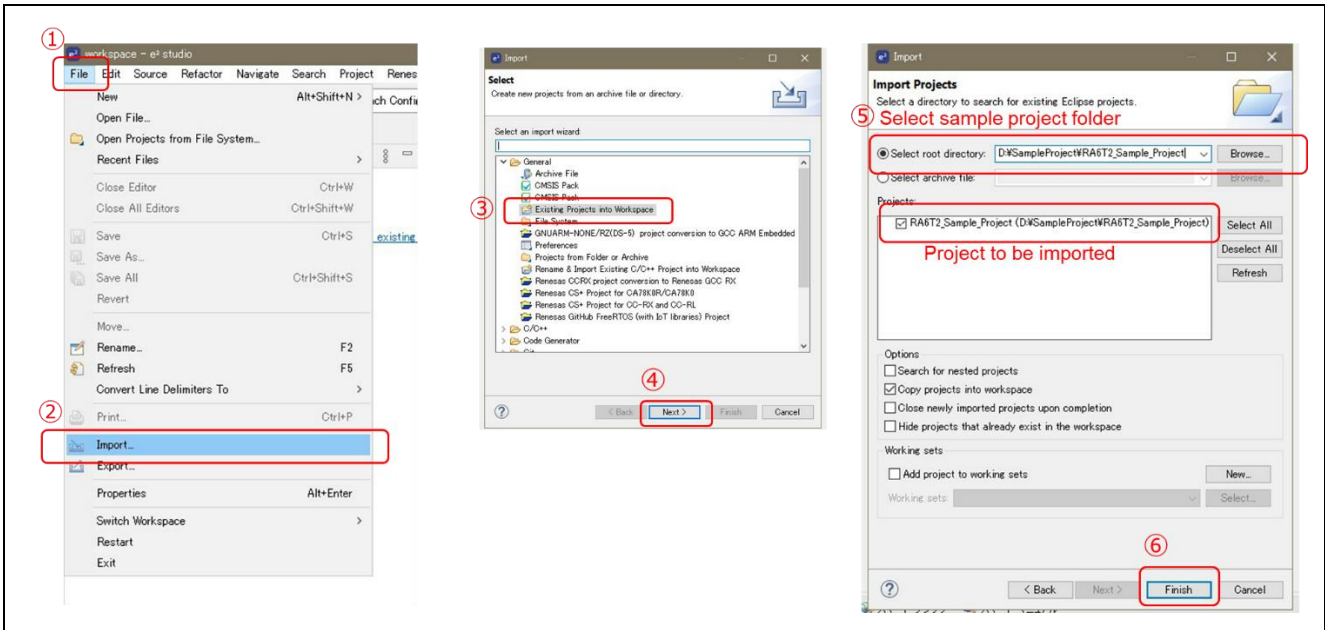 ①
workspace - e² studio
File Edit Source Refactor Navigate Search Project Renes
New Alt+Shift+N >
ch Confi
Open File...
Open Projects from File System...
Recent Files >
Close Editor Ctrl+W
Close All Editors Ctrl+Shift+W
Save Ctrl+S
existing
Save As...
Save All Ctrl+Shift+S
Revert
Move...
Rename... F2
Refresh F5
Convert Line Delimiters To >
② Print... Ctrl+P
Import...
Export...
Properties Alt+Enter
Switch Workspace >
Restart
Exit
Import
Select
Create new projects from an archive file or directory.
Select an import wizard
General
Archive File
CMSIS Pack
CMSIS Pack
③ Existing Projects into Workspace
File System
GNUARM-NONE/RZ(DS-5) project conversion to GCC ARM Embedded
Preferences
Projects from Folder or Archive
Rename & Import Existing C/C++ Project into Workspace
Renesas CCRX project conversion to Renesas GCC RX
Renesas CS+ Project for CA78K0R/CA78K0
Renesas CS+ Project for CC-RX and CC-RL
Renesas GitHub FreeRTOS (with IoT libraries) Project
> C/C++
> Code Generator
> Git
④
< Back Next > Finish Cancel
Import
Import Projects
Select a directory to search for existing Eclipse projects.
⑤ Select sample project folder
Select root directory: D:¥SampleProject¥RA6T2_Sample_Project Browse...
Select archive file: Browse...
Projects:
RA6T2_Sample_Project (D:¥SampleProject¥RA6T2_Sample_Project) Select All
Project to be imported
Deselect All
Refresh
Options
Search for nested projects
Copy projects into workspace
Close newly imported projects upon completion
Hide projects that already exist in the workspace
Working sets
Add project to working sets New...
Working sets: Select...
⑥
< Back Next > Finish Cancel